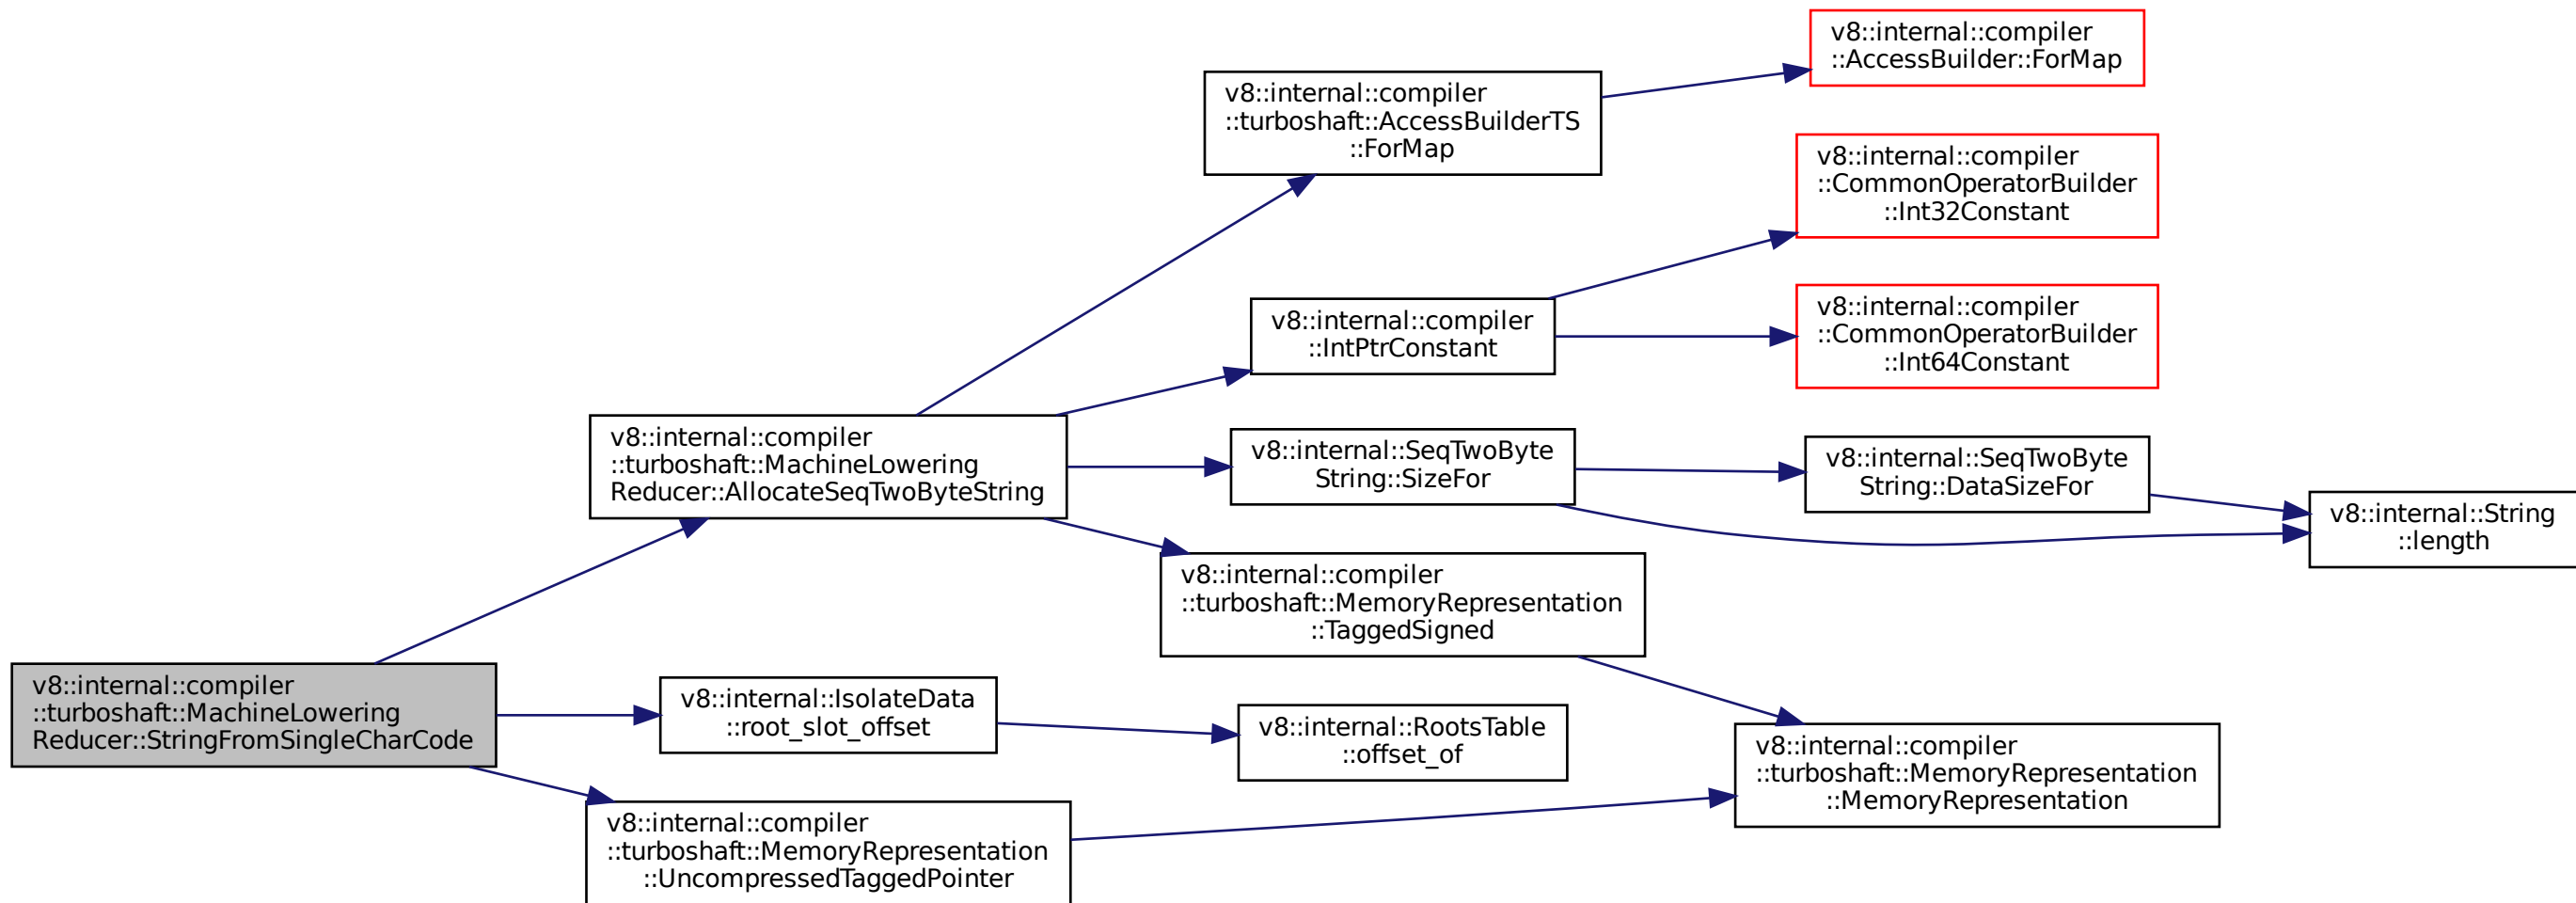 v8::internal::compiler
::AccessBuilder::ForMap
v8::internal::compiler
::turboshaft::AccessBuilderTS
::ForMap
v8::internal::compiler
::CommonOperatorBuilder
::Int32Constant
v8::internal::compiler
::IntPtrConstant
v8::internal::compiler
::CommonOperatorBuilder
::Int64Constant
v8::internal::compiler
::turboshaft::MachineLowering
Reducer::AllocateSeqTwoByteString
v8::internal::SeqTwoByte
String::SizeFor
v8::internal::SeqTwoByte
String::DataSizeFor
v8::internal::String
::length
v8::internal::compiler
::turboshaft::MemoryRepresentation
::TaggedSigned
v8::internal::compiler
::turboshaft::MachineLowering
Reducer::StringFromSingleCharCode
v8::internal::IsolateData
::root_slot_offset
v8::internal::RootsTable
::offset_of
v8::internal::compiler
::turboshaft::MemoryRepresentation
::MemoryRepresentation
v8::internal::compiler
::turboshaft::MemoryRepresentation
::UncompressedTaggedPointer